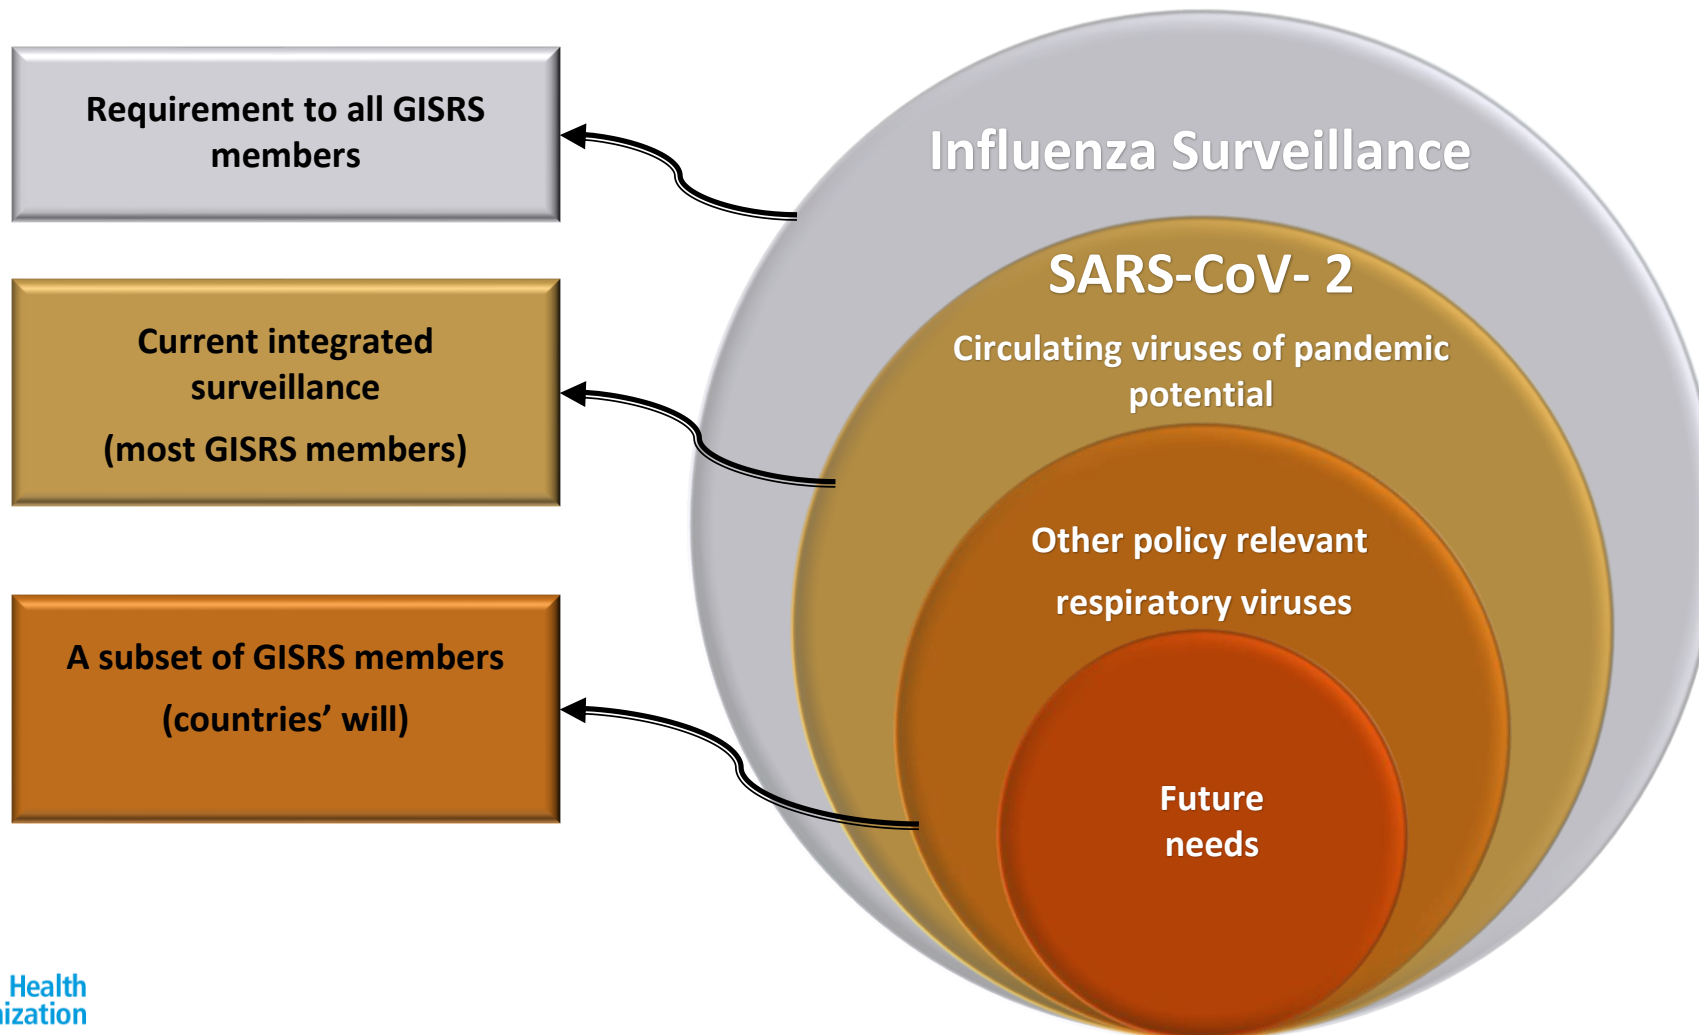 Requirement to all GISRS
members
Current integrated
surveillance
(most GISRS members)
A subset of GISRS members
(countries’ will)
Influenza Surveillance
SARS-CoV- 2
Circulating viruses of pandemic
potential
Other policy relevant
respiratory viruses
Future
needs
Health
nization